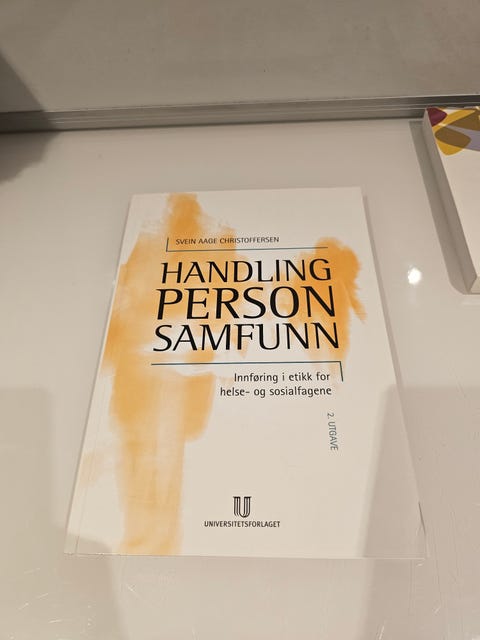 SVEIN AAGE CHRISTOFFERSEN
HANDLING
PERSON
SAMFUNN
Innføring i etikk for
helse- og sosialfagene
2. UTGAVE
UNIVERSITETSFORLAGET